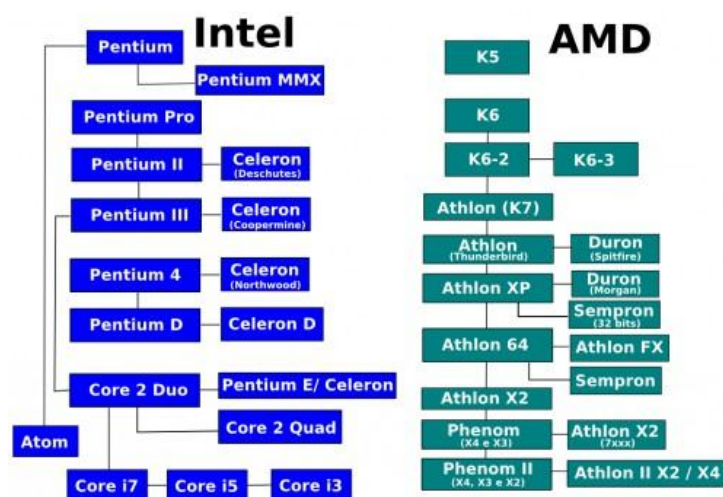 Intel
Pentium
Pentium MMX
Pentium Pro
Pentium II
Celeron
(Deschutes)
Pentium III
Celeron
(Coopermine)
Pentium 4
Celeron
(Northwood)
Pentium D
Celeron D
Core 2 Duo
Pentium E/ Celeron
Core 2 Quad
Atom
Core i7
Core i5
Core i3
AMD
K5
K6
K6-2
K6-3
Athlon (K7)
Athlon
(Thunderbird)
Duron
(Spitfire)
Athlon XP
Duron
(Morgan)
Sempron
(32 bits)
Athlon 64
Athlon FX
Sempron
Athlon X2
Phenom
(X4 e X3)
Athlon X2
(7xxx)
Phenom II
(X4, X3 e X2)
Athlon II X2 / X4